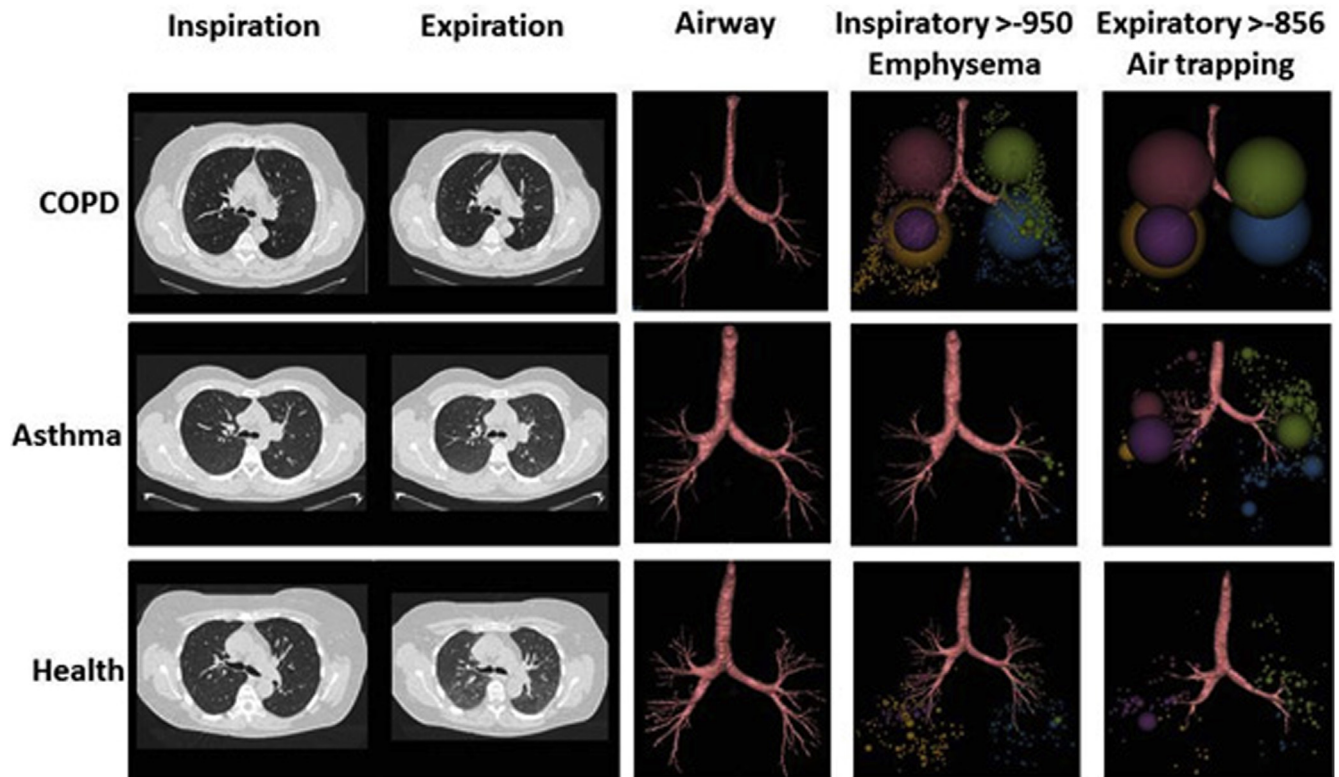 Inspiration
Expiration
Airway
Inspiratory >-950
Emphysema
Expiratory >-856
Air trapping
COPD
Asthma
Health